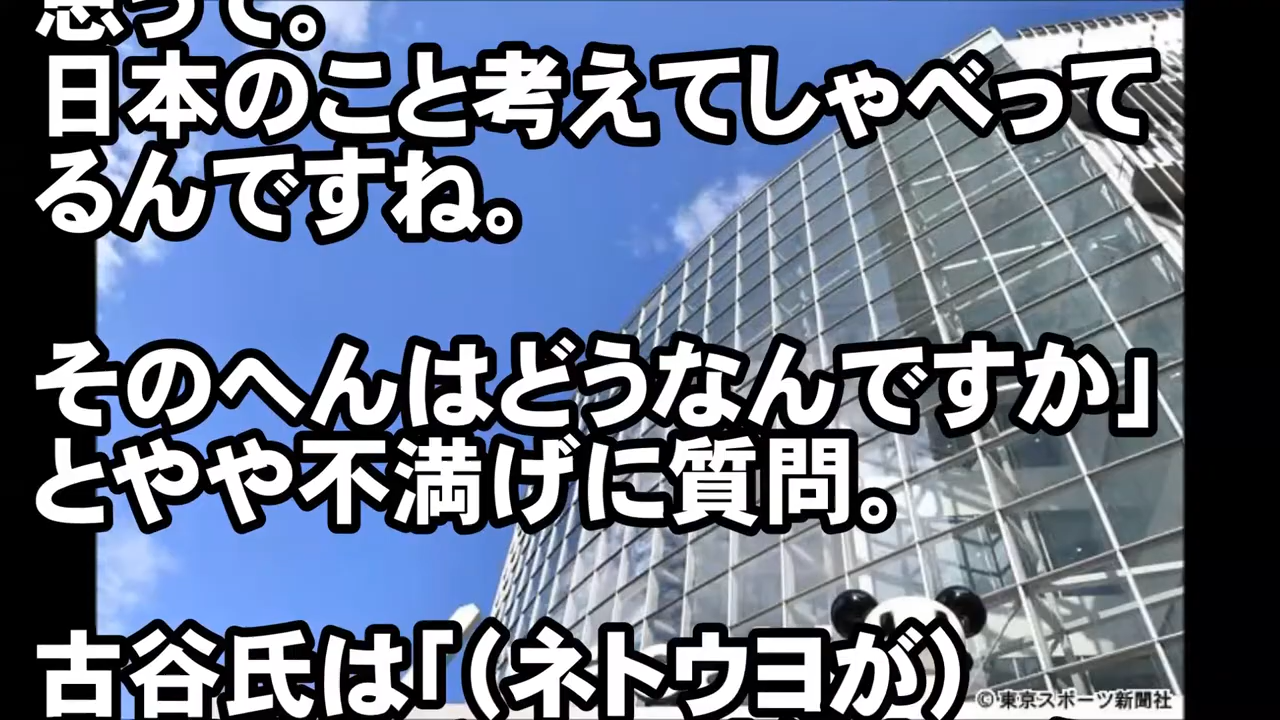 思って。
日本のこと考えてしゃべって
るんですね。
そのへんはどうなんですか」
とやや不満げに質問。
古谷氏は「（ネトウヨが）
©東京スポーツ新聞社